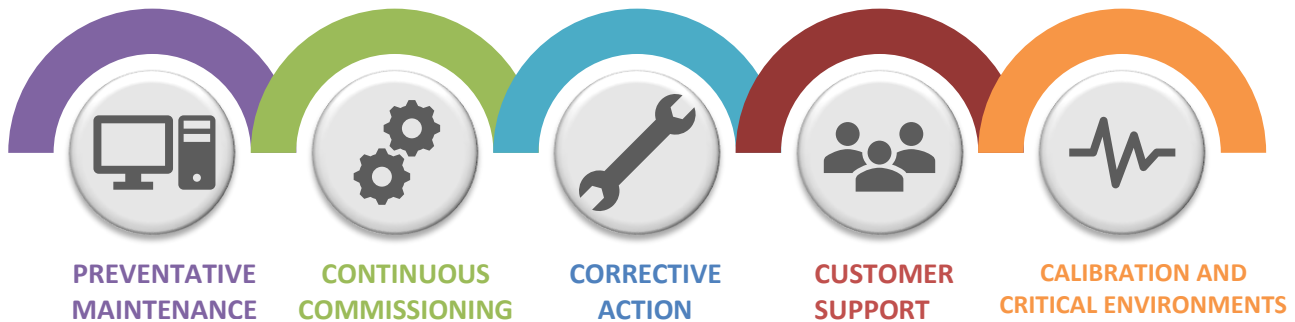 PREVENTATIVE
MAINTENANCE
CONTINUOUS
COMMISSIONING
CORRECTIVE
ACTION
CUSTOMER
SUPPORT
CALIBRATION AND
CRITICAL ENVIRONMENTS